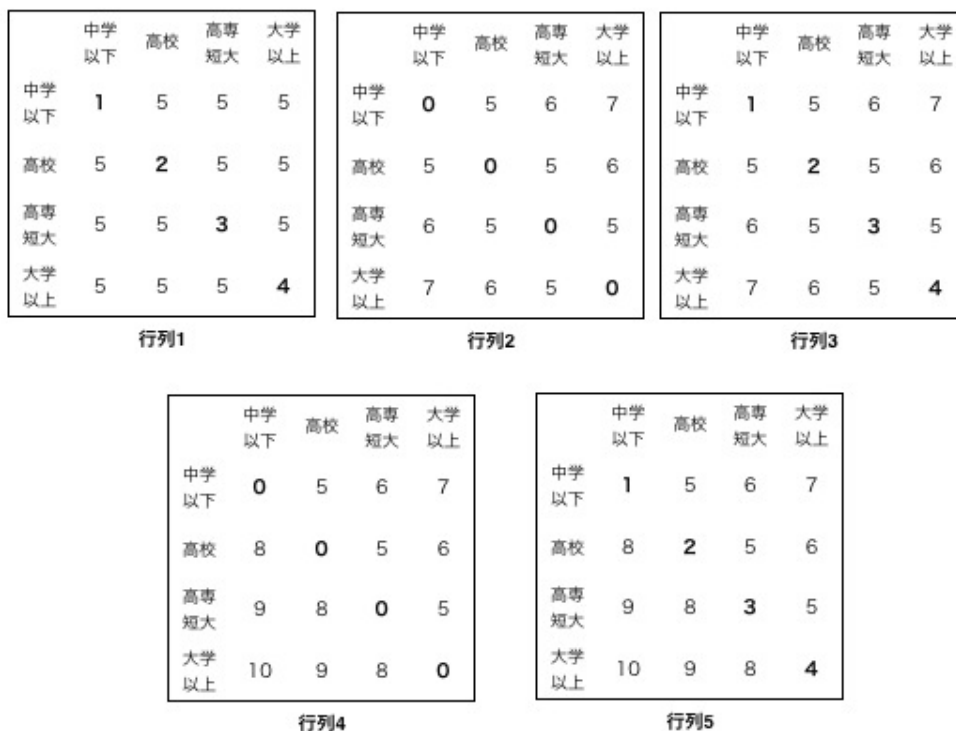 中学 以下 高校 高専 短大 大学 以上
中学 以下 1 5 5 5
高校 5 2 5 5
高専 短大 5 5 3 5
大学 以上 5 5 5 4
行列1
中学 以下 高校 高専 短大 大学 以上
中学 以下 0 5 6 7
高校 5 0 5 6
高専 短大 6 5 0 5
大学 以上 7 6 5 0
行列2
中学 以下 高校 高専 短大 大学 以上
中学 以下 1 5 6 7
高校 5 2 5 6
高専 短大 6 5 3 5
大学 以上 7 6 5 4
行列3
中学 以下 高校 高専 短大 大学 以上
中学 以下 0 5 6 7
高校 8 0 5 6
高専 短大 9 8 0 5
大学 以上 10 9 8 0
行列4
中学 以下 高校 高専 短大 大学 以上
中学 以下 1 5 6 7
高校 8 2 5 6
高専 短大 9 8 3 5
大学 以上 10 9 8 4
行列5